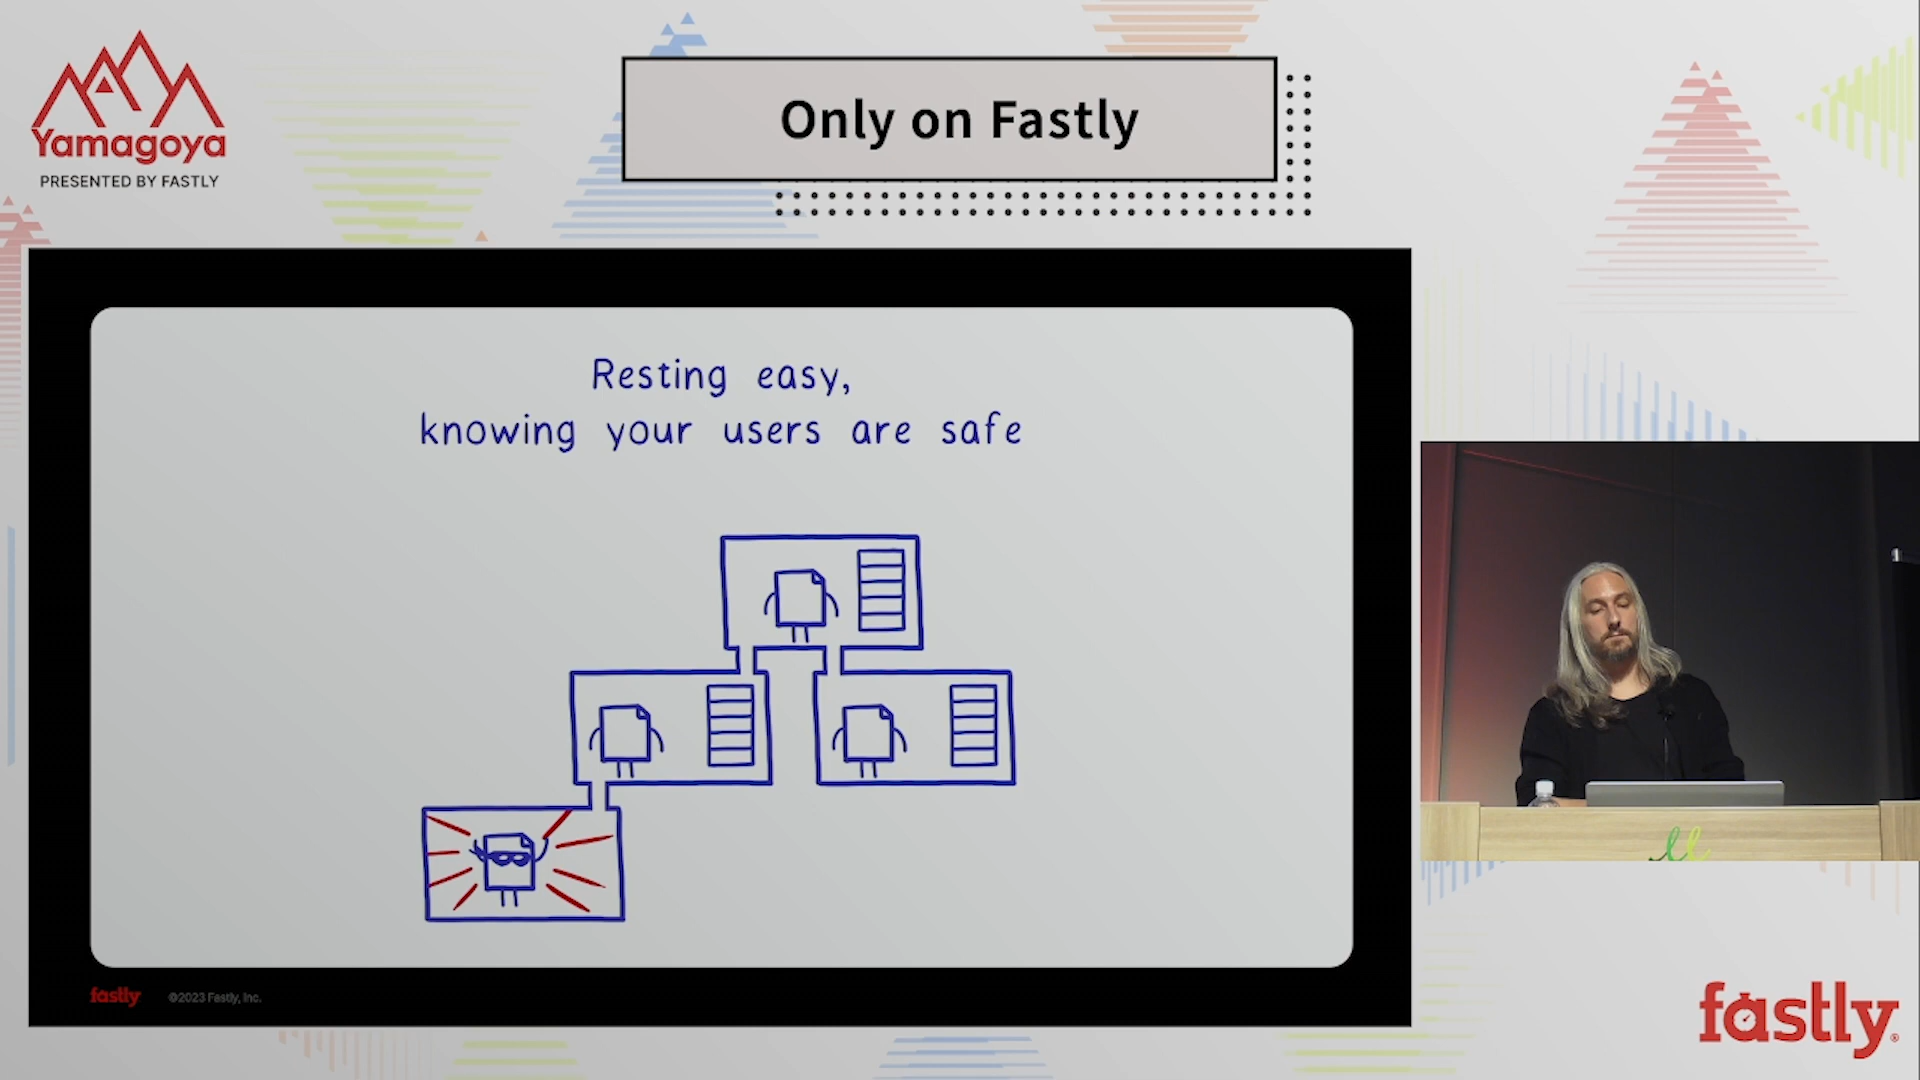 Yamagoya
PRESENTED BY FASTLY
Only on Fastly
Resting easy,
knowing your users are safe
fastly
©2023 Fastly, Inc.
fastly®